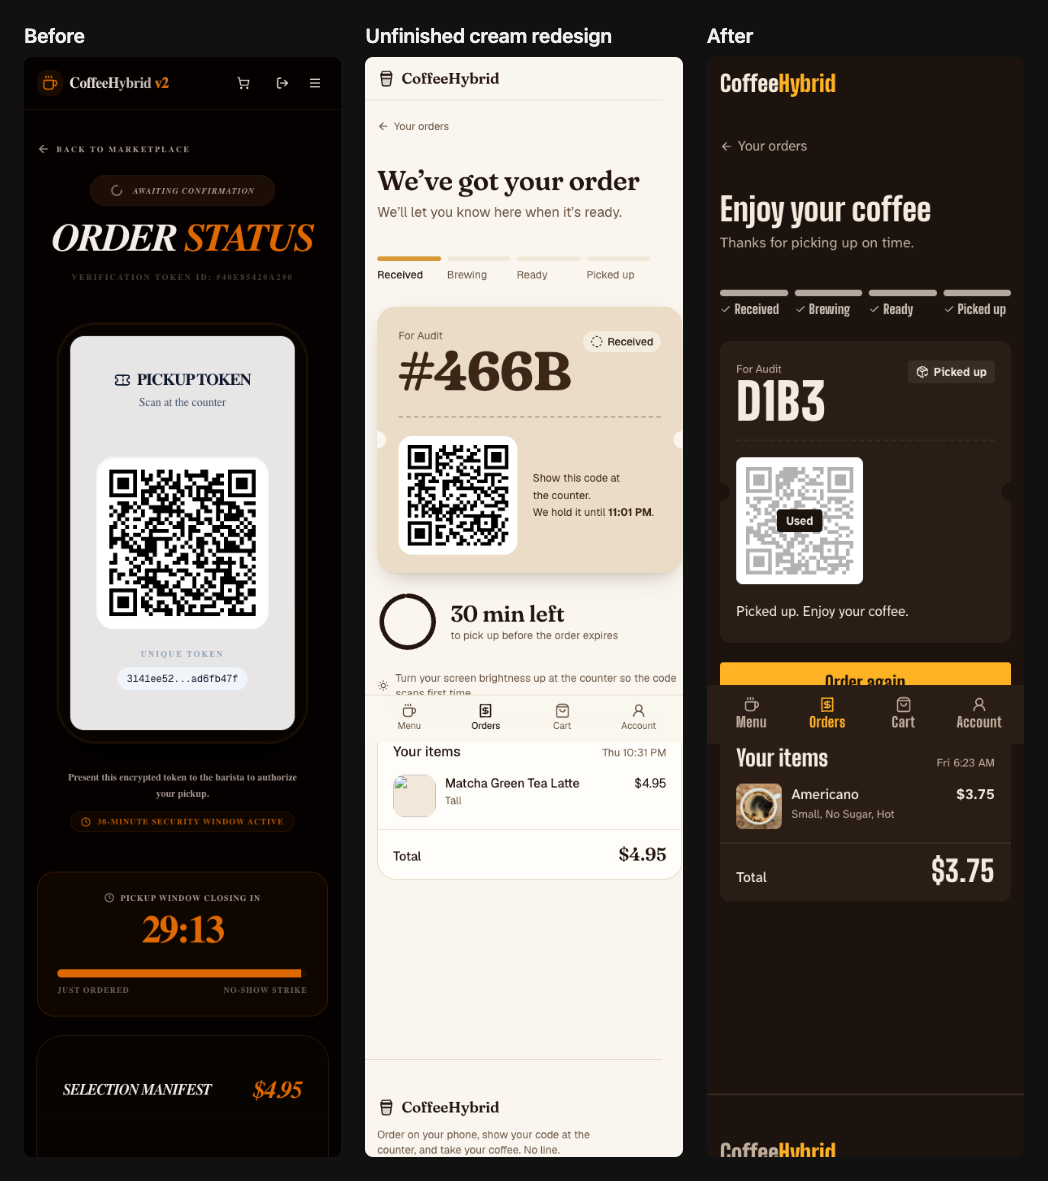 Before
CoffeeHybrid v2
BACK TO MARKETPLACE
AWAITING CONFIRMATION
ORDER STATUS
VERIFICATION TOKEN ID: #40E85420A290
PICKUP TOKEN
Scan at the counter
UNIQUE TOKEN
3141ee52...ad6fb47f
Present this encrypted token to the barista to authorize
your pickup.
30-MINUTE SECURITY WINDOW ACTIVE
PICKUP WINDOW CLOSING IN
29:13
JUST ORDERED
NO-SHOW STRIKE
SELECTION MANIFEST
$4.95
Unfinished cream redesign
CoffeeHybrid
Your orders
We’ve got your order
We’ll let you know here when it’s ready.
Received Brewing Ready Picked up
For Audit
Received
#466B
Show this code at
the counter.
We hold it until 11:01 PM.
30 min left
to pick up before the order expires
Turn your screen brightness up at the counter so the code
scans first time
Menu Orders Cart Account
Your items Thu 10:31 PM
Matcha Green Tea Latte $4.95
Tall
Total $4.95
CoffeeHybrid
Order on your phone, show your code at the
counter, and take your coffee. No line.
After
CoffeeHybrid
Your orders
Enjoy your coffee
Thanks for picking up on time.
Received Brewing Ready Picked up
For Audit
Picked up
D1B3
Used
Picked up. Enjoy your coffee.
Order again
Menu Orders Cart Account
Your items Fri 6:23 AM
Americano $3.75
Small, No Sugar, Hot
Total $3.75
CoffeeHybrid